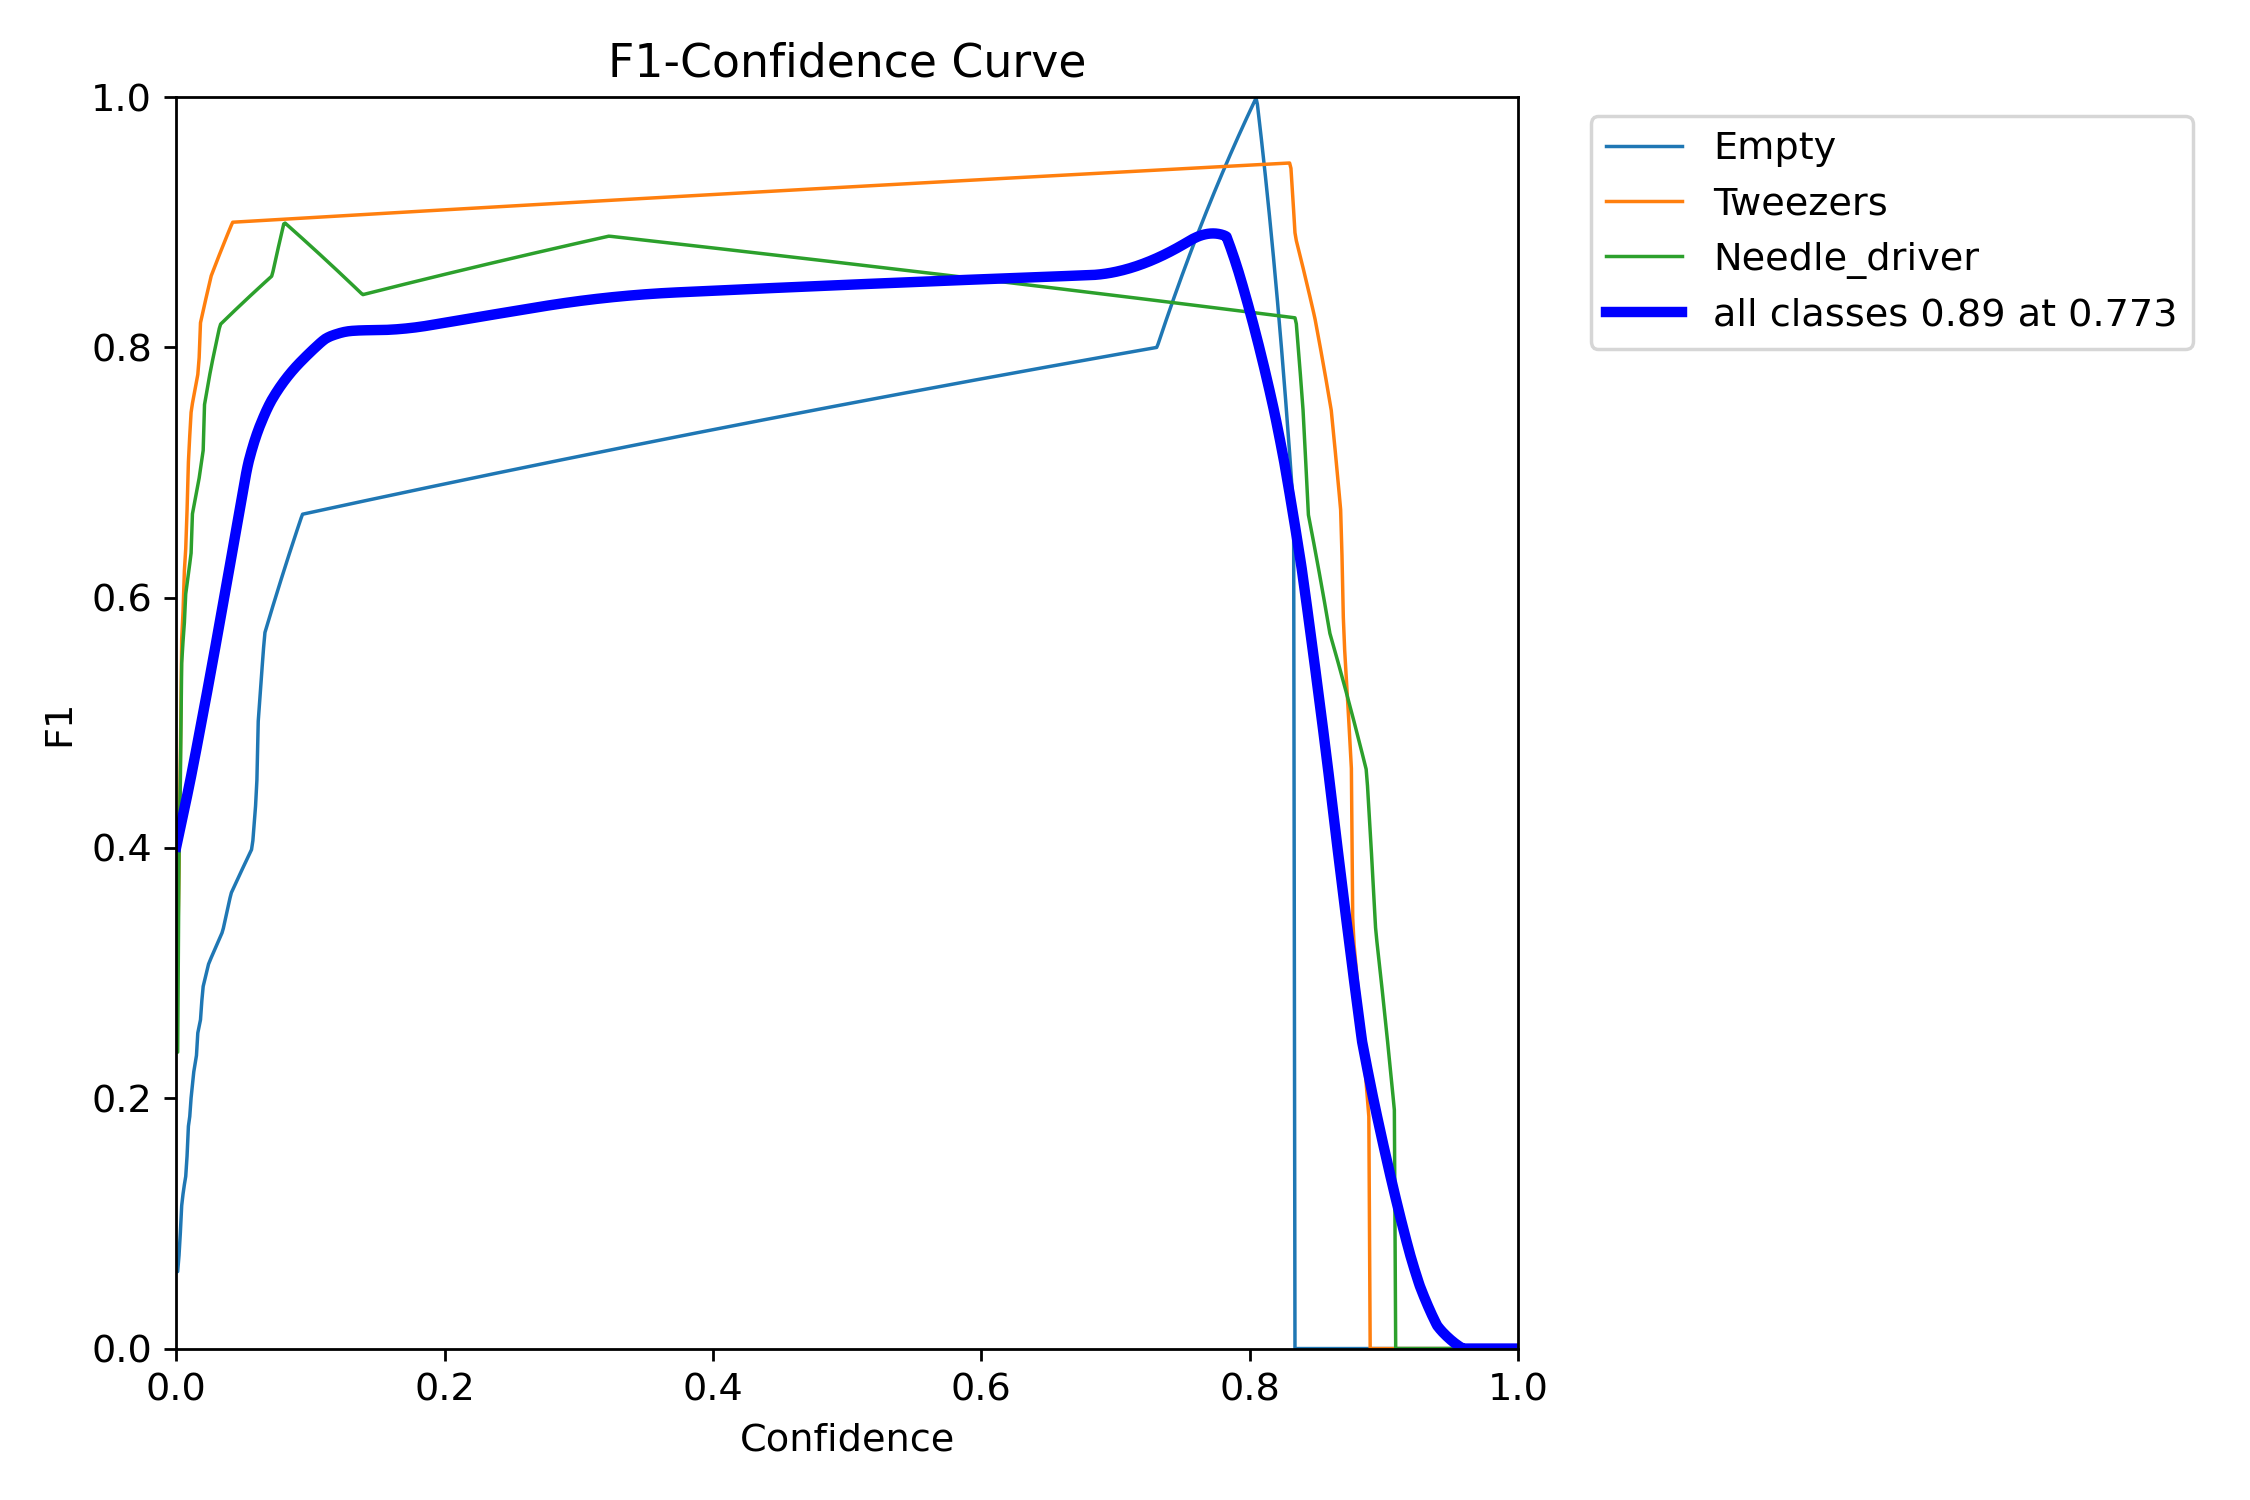 F1-Confidence Curve
1.0
0.8
0.6
0.4
0.2
0.0
F1
0.0 0.2 0.4 0.6 0.8 1.0
Confidence
Empty
Tweezers
Needle_driver
all classes 0.89 at 0.773